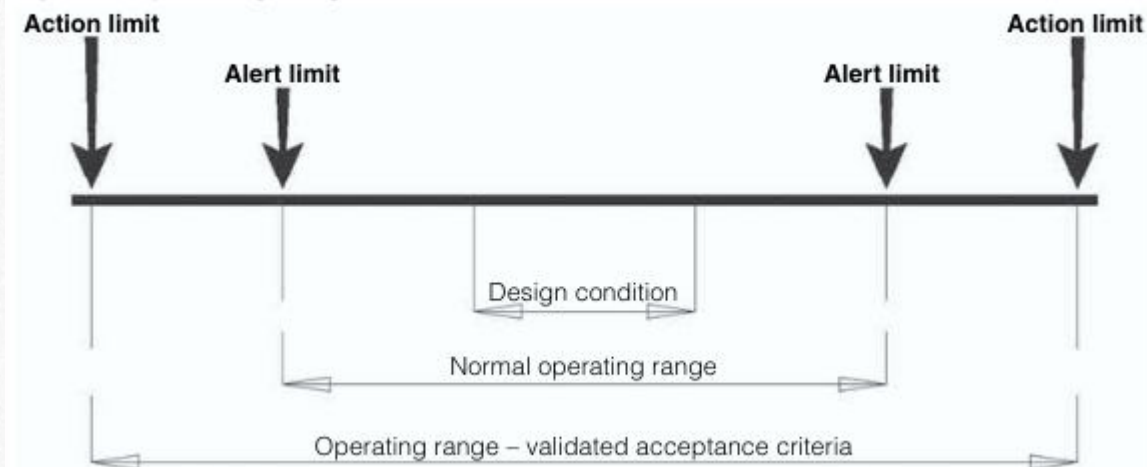 Action limit
Action limit
Alert limit
Alert limit
Design condition
Normal operating range
Operating range – validated acceptance criteria